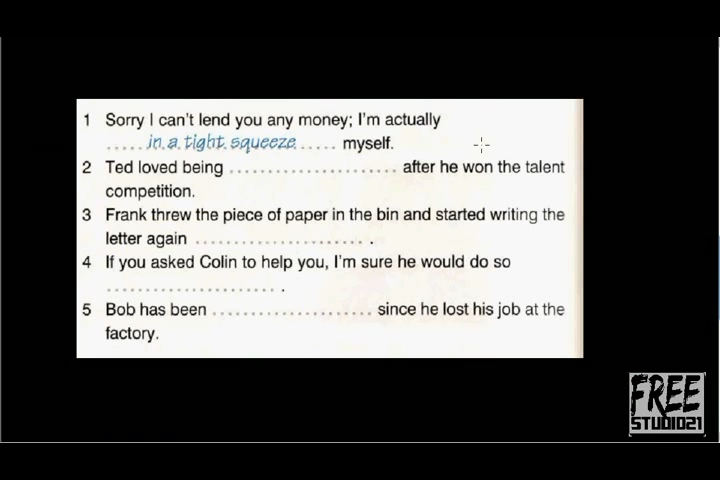 1 Sorry I can't lend you any money; I'm actually
.....in a tight squeeze..... myself.
2 Ted loved being ...................... after he won the talent
competition.
3 Frank threw the piece of paper in the bin and started writing the
letter again ...................... .
4 If you asked Colin to help you, I'm sure he would do so
...................... .
5 Bob has been ..................... since he lost his job at the
factory.
FREE
STUDIO21